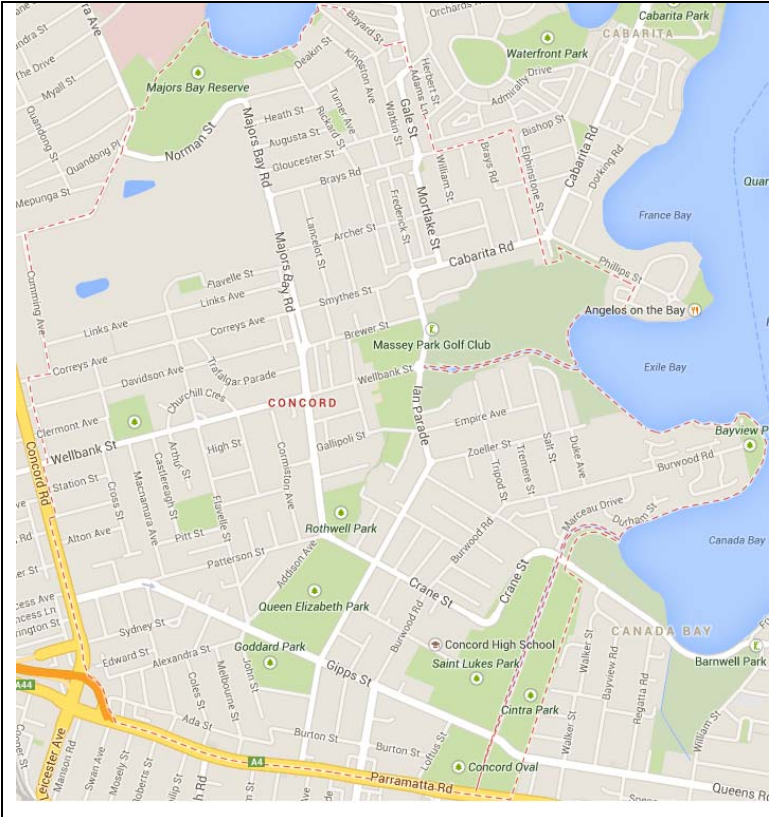 Orchards
Cabarita Park
CABARITA
Waterfront Park
Bayard St
Deakin St
Kingston Ave
The Drive
Myall St
Majors Bay Reserve
Herbert St
Adams Ln
Admiralty Drive
Quandong St
Turner Ave
Rickard St
Watkin St
Gale St
Heath St
Majors Bay Rd
Norman St
Augusta St
Bishop St
Cabarita Rd
Quandong Pl
Gloucester St
William St
Brays Rd
Elphinstone St
Dorking Rd
Mepunga St
Brays Rd
Frederick St
Mortlake St
Quar
Lancelot St
Archer St
France Bay
Majors Bay Rd
Cabarita Rd
Phillips St
Flavelle St
Cumming Ave
Links Ave
Links Ave
Smythes St
Angelos on the Bay
Correys Ave
Brewer St
Massey Park Golf Club
Exile Bay
Correys Ave
Trafalgar Parade
Davidson Ave
Wellbank St
Churchill Cres
CONCORD
Ian Parade
Clermont Ave
Empire Ave
Bayview P
Wellbank St
High St
Gallipoli St
Zoeller St
Salt St
Duke Ave
Burwood Rd
Concord Rd
Arthur St
Castlereagh St
Cormiston Ave
Tremere St
Tripod St
Station St
Cross St
Macnamara Ave
Flavelle St
Marceau Drive
Durham St
Alton Ave
Pitt St
Rothwell Park
Burwood Rd
Canada Bay
Patterson St
Addison Ave
Crane St
Crane St
Queen Elizabeth Park
Burwood Rd
Sydney St
Concord High School
CANADA BAY
Edward St
Alexandra St
Goddard Park
Saint Lukes Park
Walker St
Barnwell Park
A44
Coles St
Melbourne St
John St
Gipps St
Cintra Park
Bayview Rd
Regatta Rd
Ada St
Burton St
Burton St
Loftus St
Walker St
William St
Leicester Ave
Manson Rd
Swan Ave
Mosely St
Roberts St
A4
Parramatta Rd
Concord Oval
Queens Rd